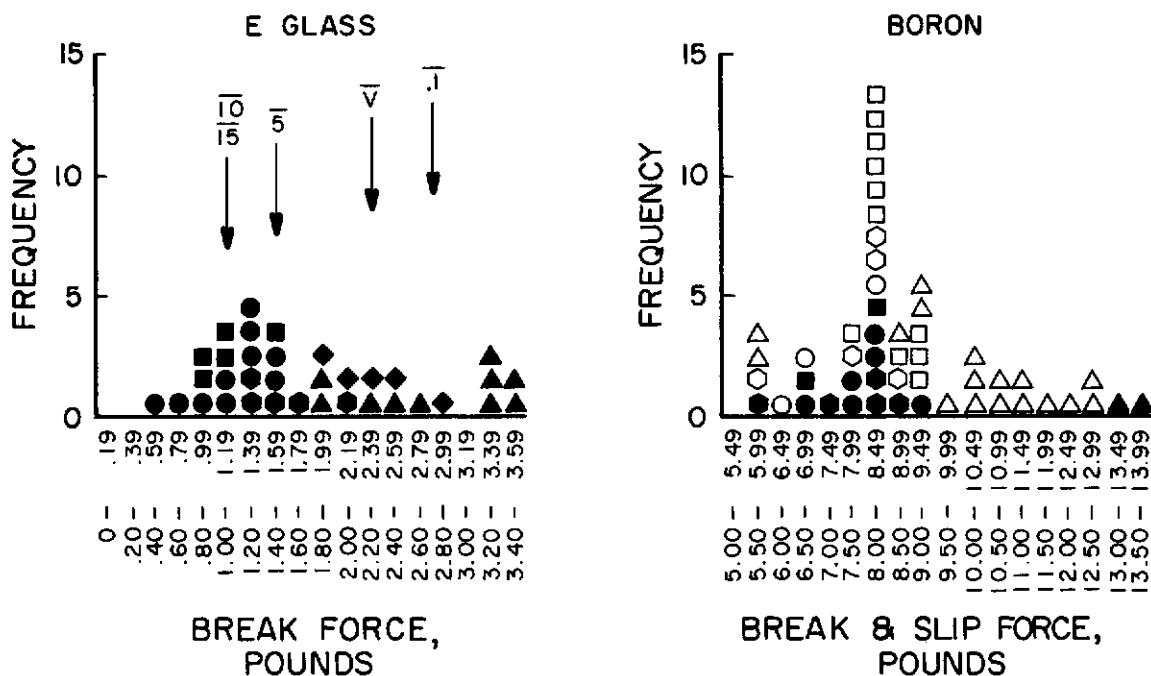 E GLASS
FREQUENCY
15
10
5
0
10
15
5
V
.1
0 - .19
.20 - .39
.40 - .59
.60 - .79
.80 - .99
1.00 - 1.19
1.20 - 1.39
1.40 - 1.59
1.60 - 1.79
1.80 - 1.99
2.00 - 2.19
2.20 - 2.39
2.40 - 2.59
2.60 - 2.79
2.80 - 2.99
3.00 - 3.19
3.20 - 3.39
3.40 - 3.59
BREAK FORCE,
POUNDS
BORON
FREQUENCY
15
10
5
0
5.00 - 5.49
5.50 - 5.99
6.00 - 6.49
6.50 - 6.99
7.00 - 7.49
7.50 - 7.99
8.00 - 8.49
8.50 - 8.99
9.00 - 9.49
9.50 - 9.99
10.00 - 10.49
10.50 - 10.99
11.00 - 11.49
11.50 - 11.99
12.00 - 12.49
12.50 - 12.99
13.00 - 13.49
13.50 - 13.99
BREAK & SLIP FORCE,
POUNDS